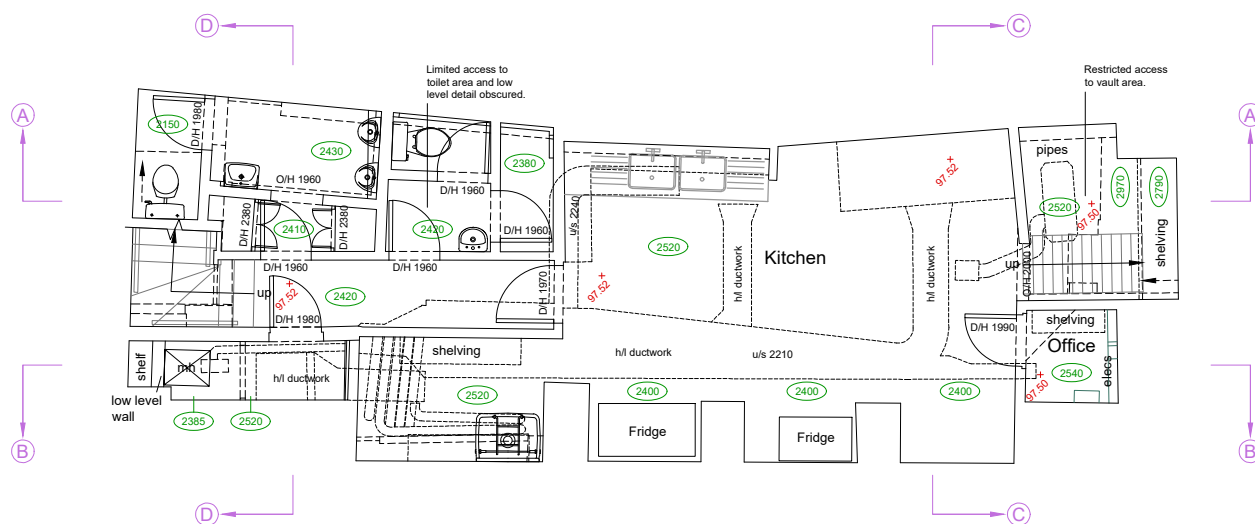 D
C
Limited access to
toilet area and low
level detail obscured.
Restricted access
to vault area.
A
A
2150
D/H 1980
2430
O/H 1960
D/H 1960
2380
pipes
97.52
2970
2790
2520
97.50
shelving
D/H 2380
2410
D/H 2380
2420
D/H 1960
u/s 2240
2520
h/l ductwork
Kitchen
h/l ductwork
up
O/H 2000
D/H 1960
D/H 1960
up
97.52
2420
D/H 1970
97.52
D/H 1980
D/H 1990
shelving
Office
shelf
mh
h/l ductwork
shelving
h/l ductwork
u/s 2210
2540
elecs
97.50
low level
wall
2385
2520
2520
2400
2400
2400
Fridge
Fridge
B
B
D
C